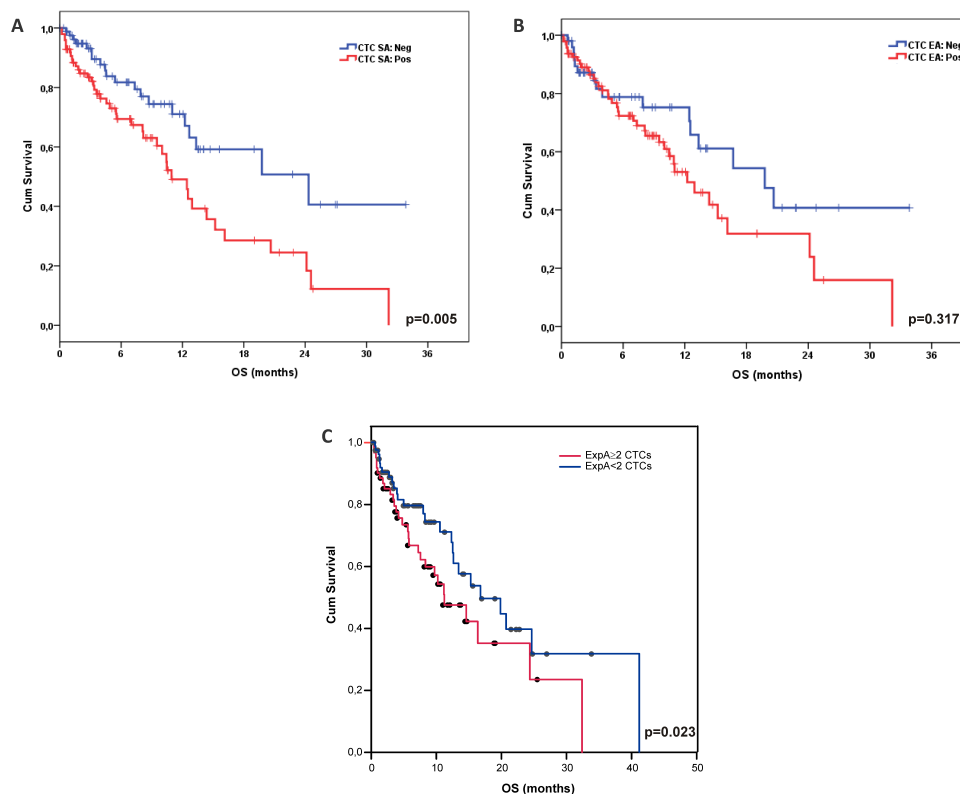 A
CTC SA: Neg
CTC SA: Pos
1,0
0,8
0,6
0,4
0,2
0,0
Cum Survival
p=0.005
0 6 12 18 24 30 36
OS (months)
B
CTC EA: Neg
CTC EA: Pos
1,0
0,8
0,6
0,4
0,2
0,0
Cum Survival
p=0.317
0 6 12 18 24 30 36
OS (months)
C
ExpA≥2 CTCs
ExpA<2 CTCs
1,0
0,8
0,6
0,4
0,2
0,0
Cum Survival
p=0.023
0 10 20 30 40 50
OS (months)